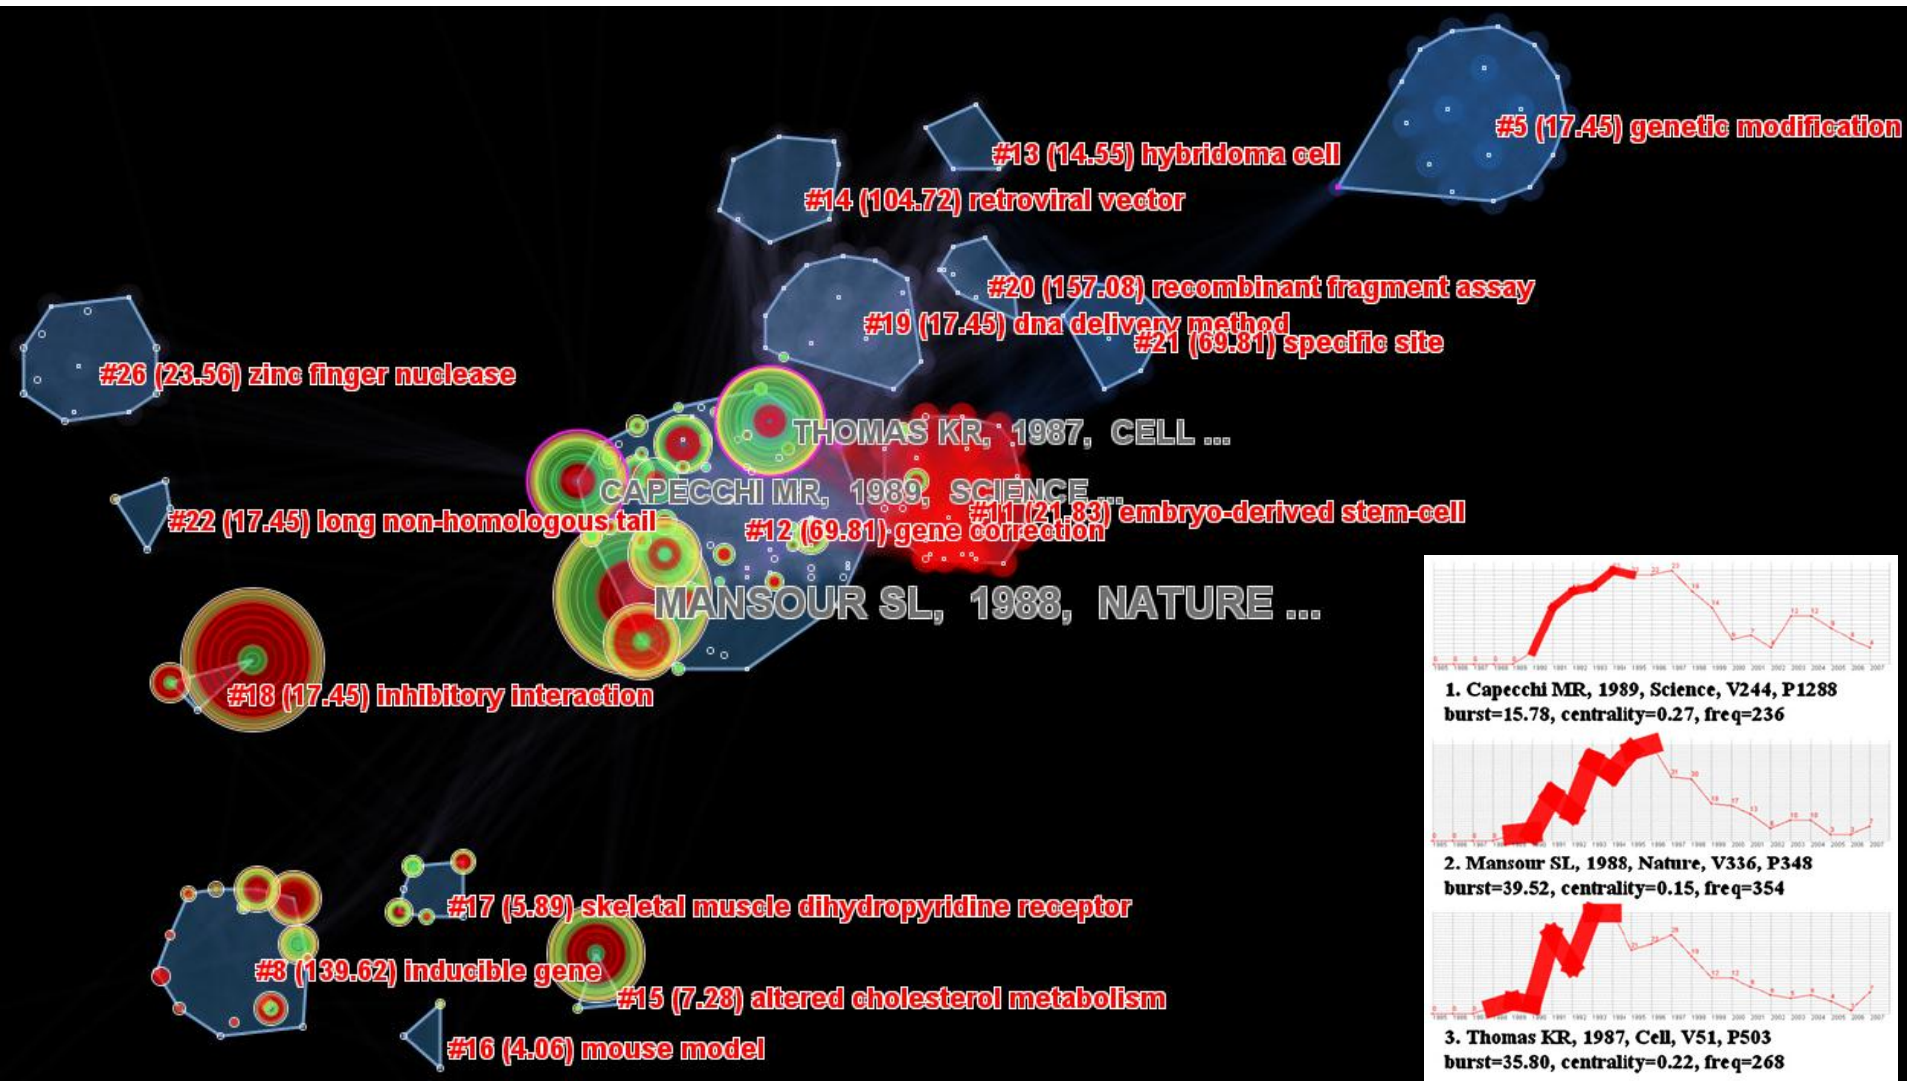 #5 (17.45) genetic modification
#13 (14.55) hybridoma cell
#14 (104.72) retroviral vector
#20 (157.08) recombinant fragment assay
#19 (17.45) dna delivery method
#21 (69.81) specific site
#26 (23.56) zinc finger nuclease
THOMAS KR, 1987, CELL ...
CAPECCHI MR, 1989, SCIENCE ...
#11 (21.83) embryo-derived stem-cell
#22 (17.45) long non-homologous tail
#12 (69.81) gene correction
MANSOUR SL, 1988, NATURE ...
#18 (17.45) inhibitory interaction
#17 (5.89) skeletal muscle dihydropyridine receptor
#8 (139.62) inducible gene
#15 (7.28) altered cholesterol metabolism
#16 (4.06) mouse model
1. Capecchi MR, 1989, Science, V244, P1288
burst=15.78, centrality=0.27, freq=236
2. Mansour SL, 1988, Nature, V336, P348
burst=39.52, centrality=0.15, freq=354
3. Thomas KR, 1987, Cell, V51, P503
burst=35.80, centrality=0.22, freq=268